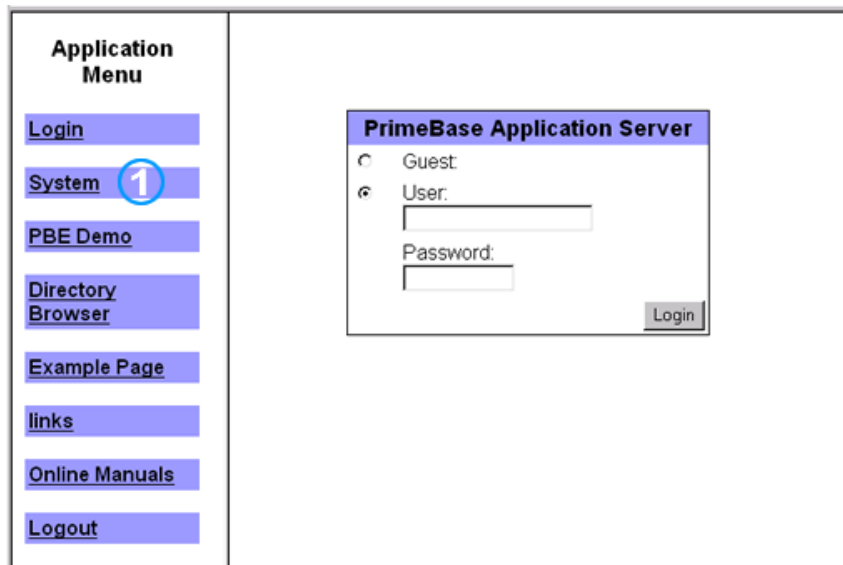 Application
Menu
Login
System 1
PBE Demo
Directory
Browser
Example Page
links
Online Manuals
Logout
PrimeBase Application Server
Guest:
User:
Password:
Login